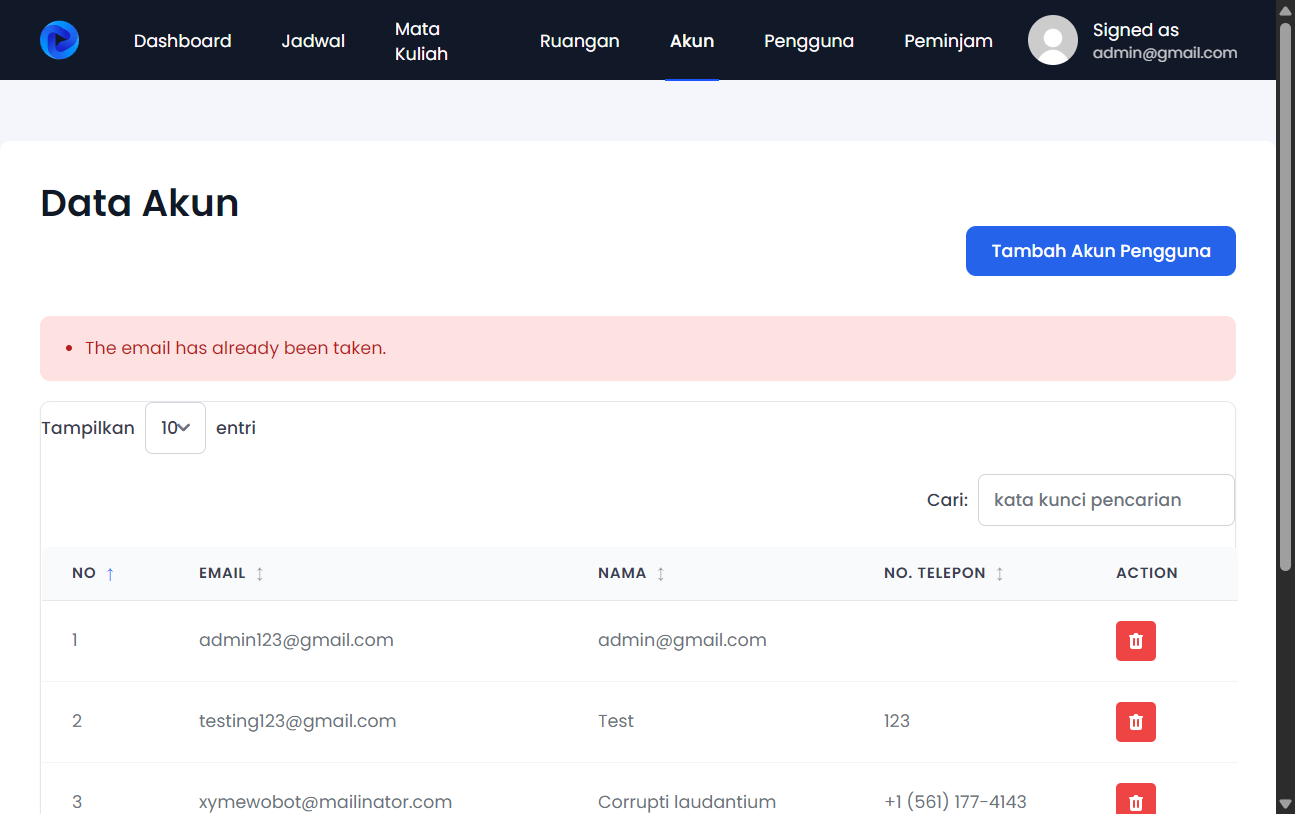 Dashboard
Jadwal
Mata
Kuliah
Ruangan
Akun
Pengguna
Peminjam
Signed as
admin@gmail.com
Data Akun
Tambah Akun Pengguna
The email has already been taken.
Tampilkan 10 entri
Cari: kata kunci pencarian
NO EMAIL NAMA NO. TELEPON ACTION
1 admin123@gmail.com admin@gmail.com
2 testing123@gmail.com Test 123
3 xymewobot@mailinator.com Corrupti laudantium +1 (561) 177-4143